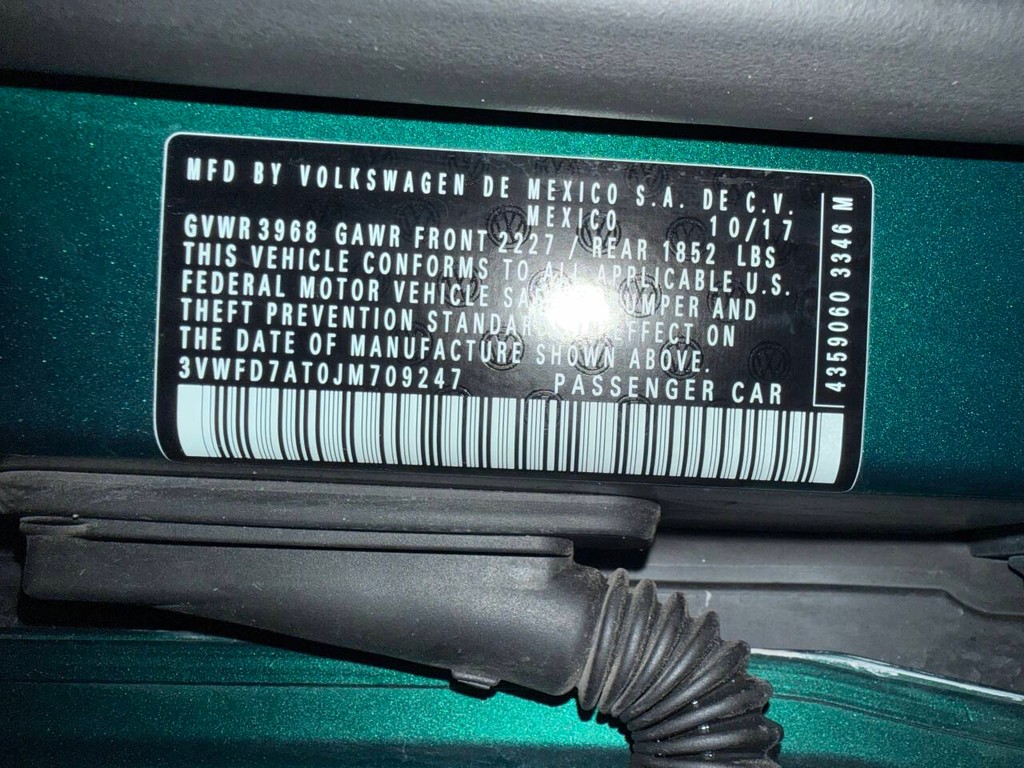 MFD BY VOLKSWAGEN DE MEXICO S.A. DE C.V.
MEXICO 10/17
GVWR 3968 GAWR FRONT 2227 / REAR 1852 LBS
THIS VEHICLE CONFORMS TO ALL APPLICABLE U.S.
FEDERAL MOTOR VEHICLE AND
THEFT PREVENTION EFFECT ON
THE DATE OF MANUFACTURE SHOWN ABOVE.
3VWFD7AT0JM709247 PASSENGER CAR
4359060 3346 M